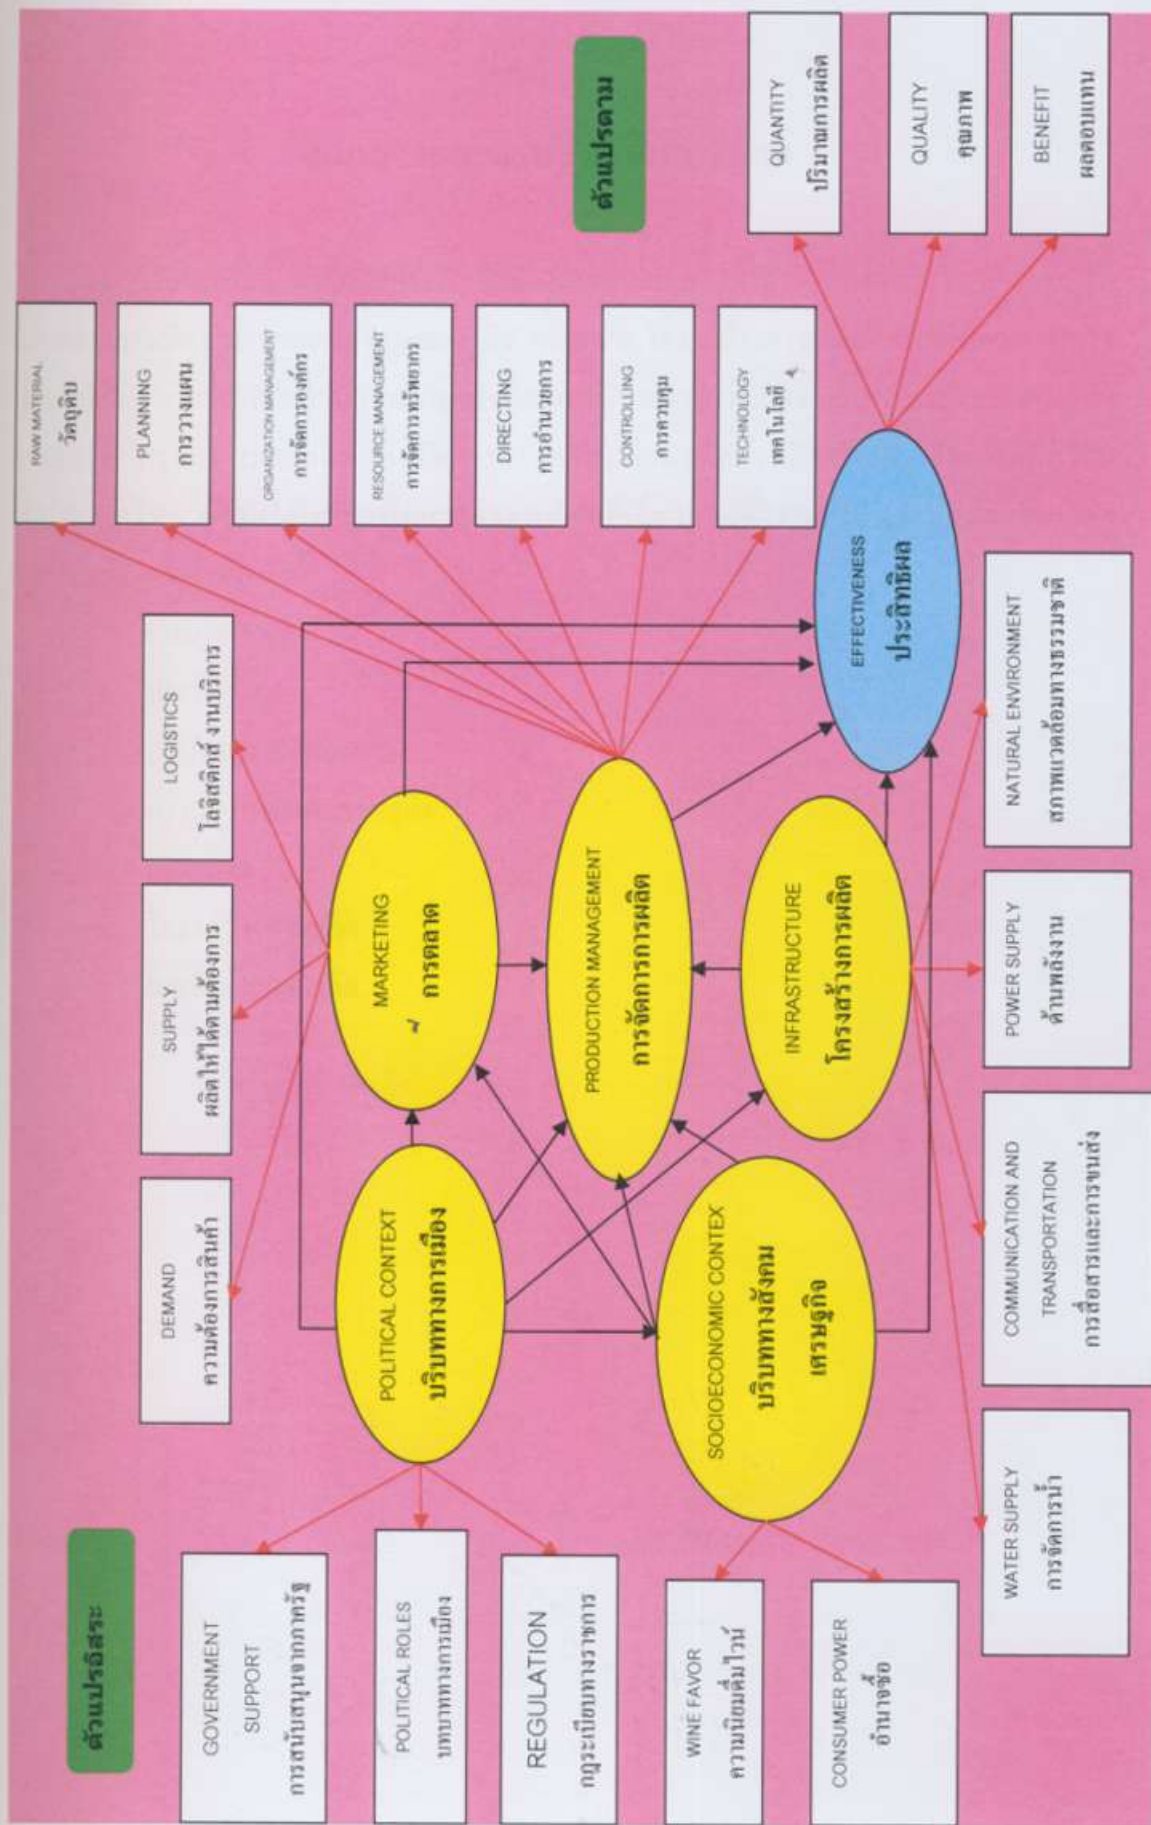 ตัวแปรอิสระ
ตัวแปรตาม
GOVERNMENT
SUPPORT
การสนับสนุนจากภาครัฐ
POLITICAL ROLES
บทบาททางการเมือง
REGULATION
กฎระเบียบทางราชการ
WINE FAVOR
ความนิยมดื่มไวน์
CONSUMER POWER
อำนาจซื้อ
DEMAND
ความต้องการสินค้า
SUPPLY
ผลิตให้ได้ตามต้องการ
LOGISTICS
โลจิสติกส์ งานบริการ
POLITICAL CONTEXT
บริบททางการเมือง
MARKETING
การตลาด
SOCIOECONOMIC CONTEX
บริบททางสังคม
เศรษฐกิจ
PRODUCTION MANAGEMENT
การจัดการการผลิต
INFRASTRUCTURE
โครงสร้างการผลิต
EFFECTIVENESS
ประสิทธิผล
RAW MATERIAL
วัตถุดิบ
PLANNING
การวางแผน
ORGANIZATION MANAGEMENT
การจัดการองค์กร
RESOURCE MANAGEMENT
การจัดการทรัพยากร
DIRECTING
การอำนวยการ
CONTROLLING
การควบคุม
TECHNOLOGY
เทคโนโลยี
QUANTITY
ปริมาณการผลิต
QUALITY
คุณภาพ
BENEFIT
ผลตอบแทน
WATER SUPPLY
การจัดการน้ำ
COMMUNICATION AND
TRANSPORTATION
การสื่อสารและการขนส่ง
POWER SUPPLY
ด้านพลังงาน
NATURAL ENVIRONMENT
สภาพแวดล้อมทางธรรมชาติ